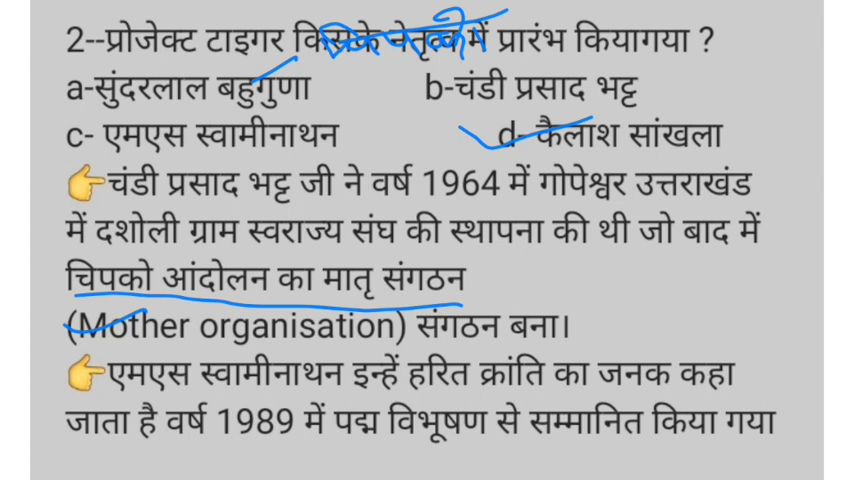 2--प्रोजेक्ट टाइगर किसके नेतृत्व में प्रारंभ कियागया ?
a-सुंदरलाल बहुगुणा b-चंडी प्रसाद भट्ट
c- एमएस स्वामीनाथन d- कैलाश सांखला
👉चंडी प्रसाद भट्ट जी ने वर्ष 1964 में गोपेश्वर उत्तराखंड
में दशोली ग्राम स्वराज्य संघ की स्थापना की थी जो बाद में
चिपको आंदोलन का मातृ संगठन
(Mother organisation) संगठन बना।
👉एमएस स्वामीनाथन इन्हें हरित क्रांति का जनक कहा
जाता है वर्ष 1989 में पद्म विभूषण से सम्मानित किया गया